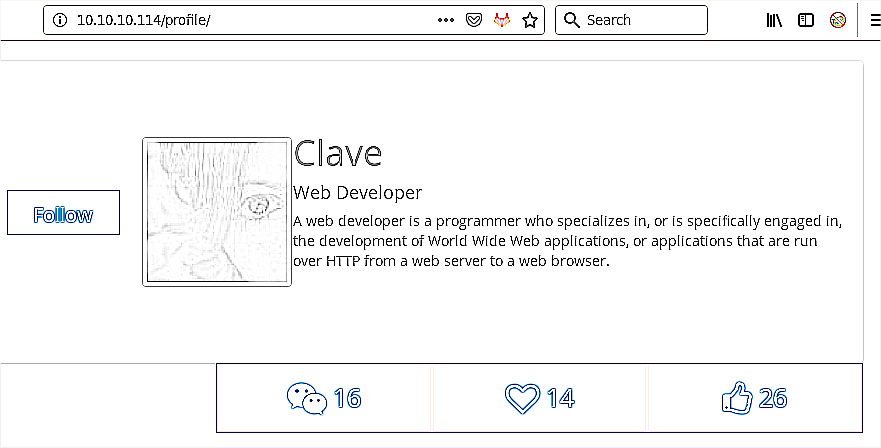 10.10.10.114/profile/
Search
Clave
Web Developer
Follow
A web developer is a programmer who specializes in, or is specifically engaged in,
the development of World Wide Web applications, or applications that are run
over HTTP from a web server to a web browser.
16
14
26